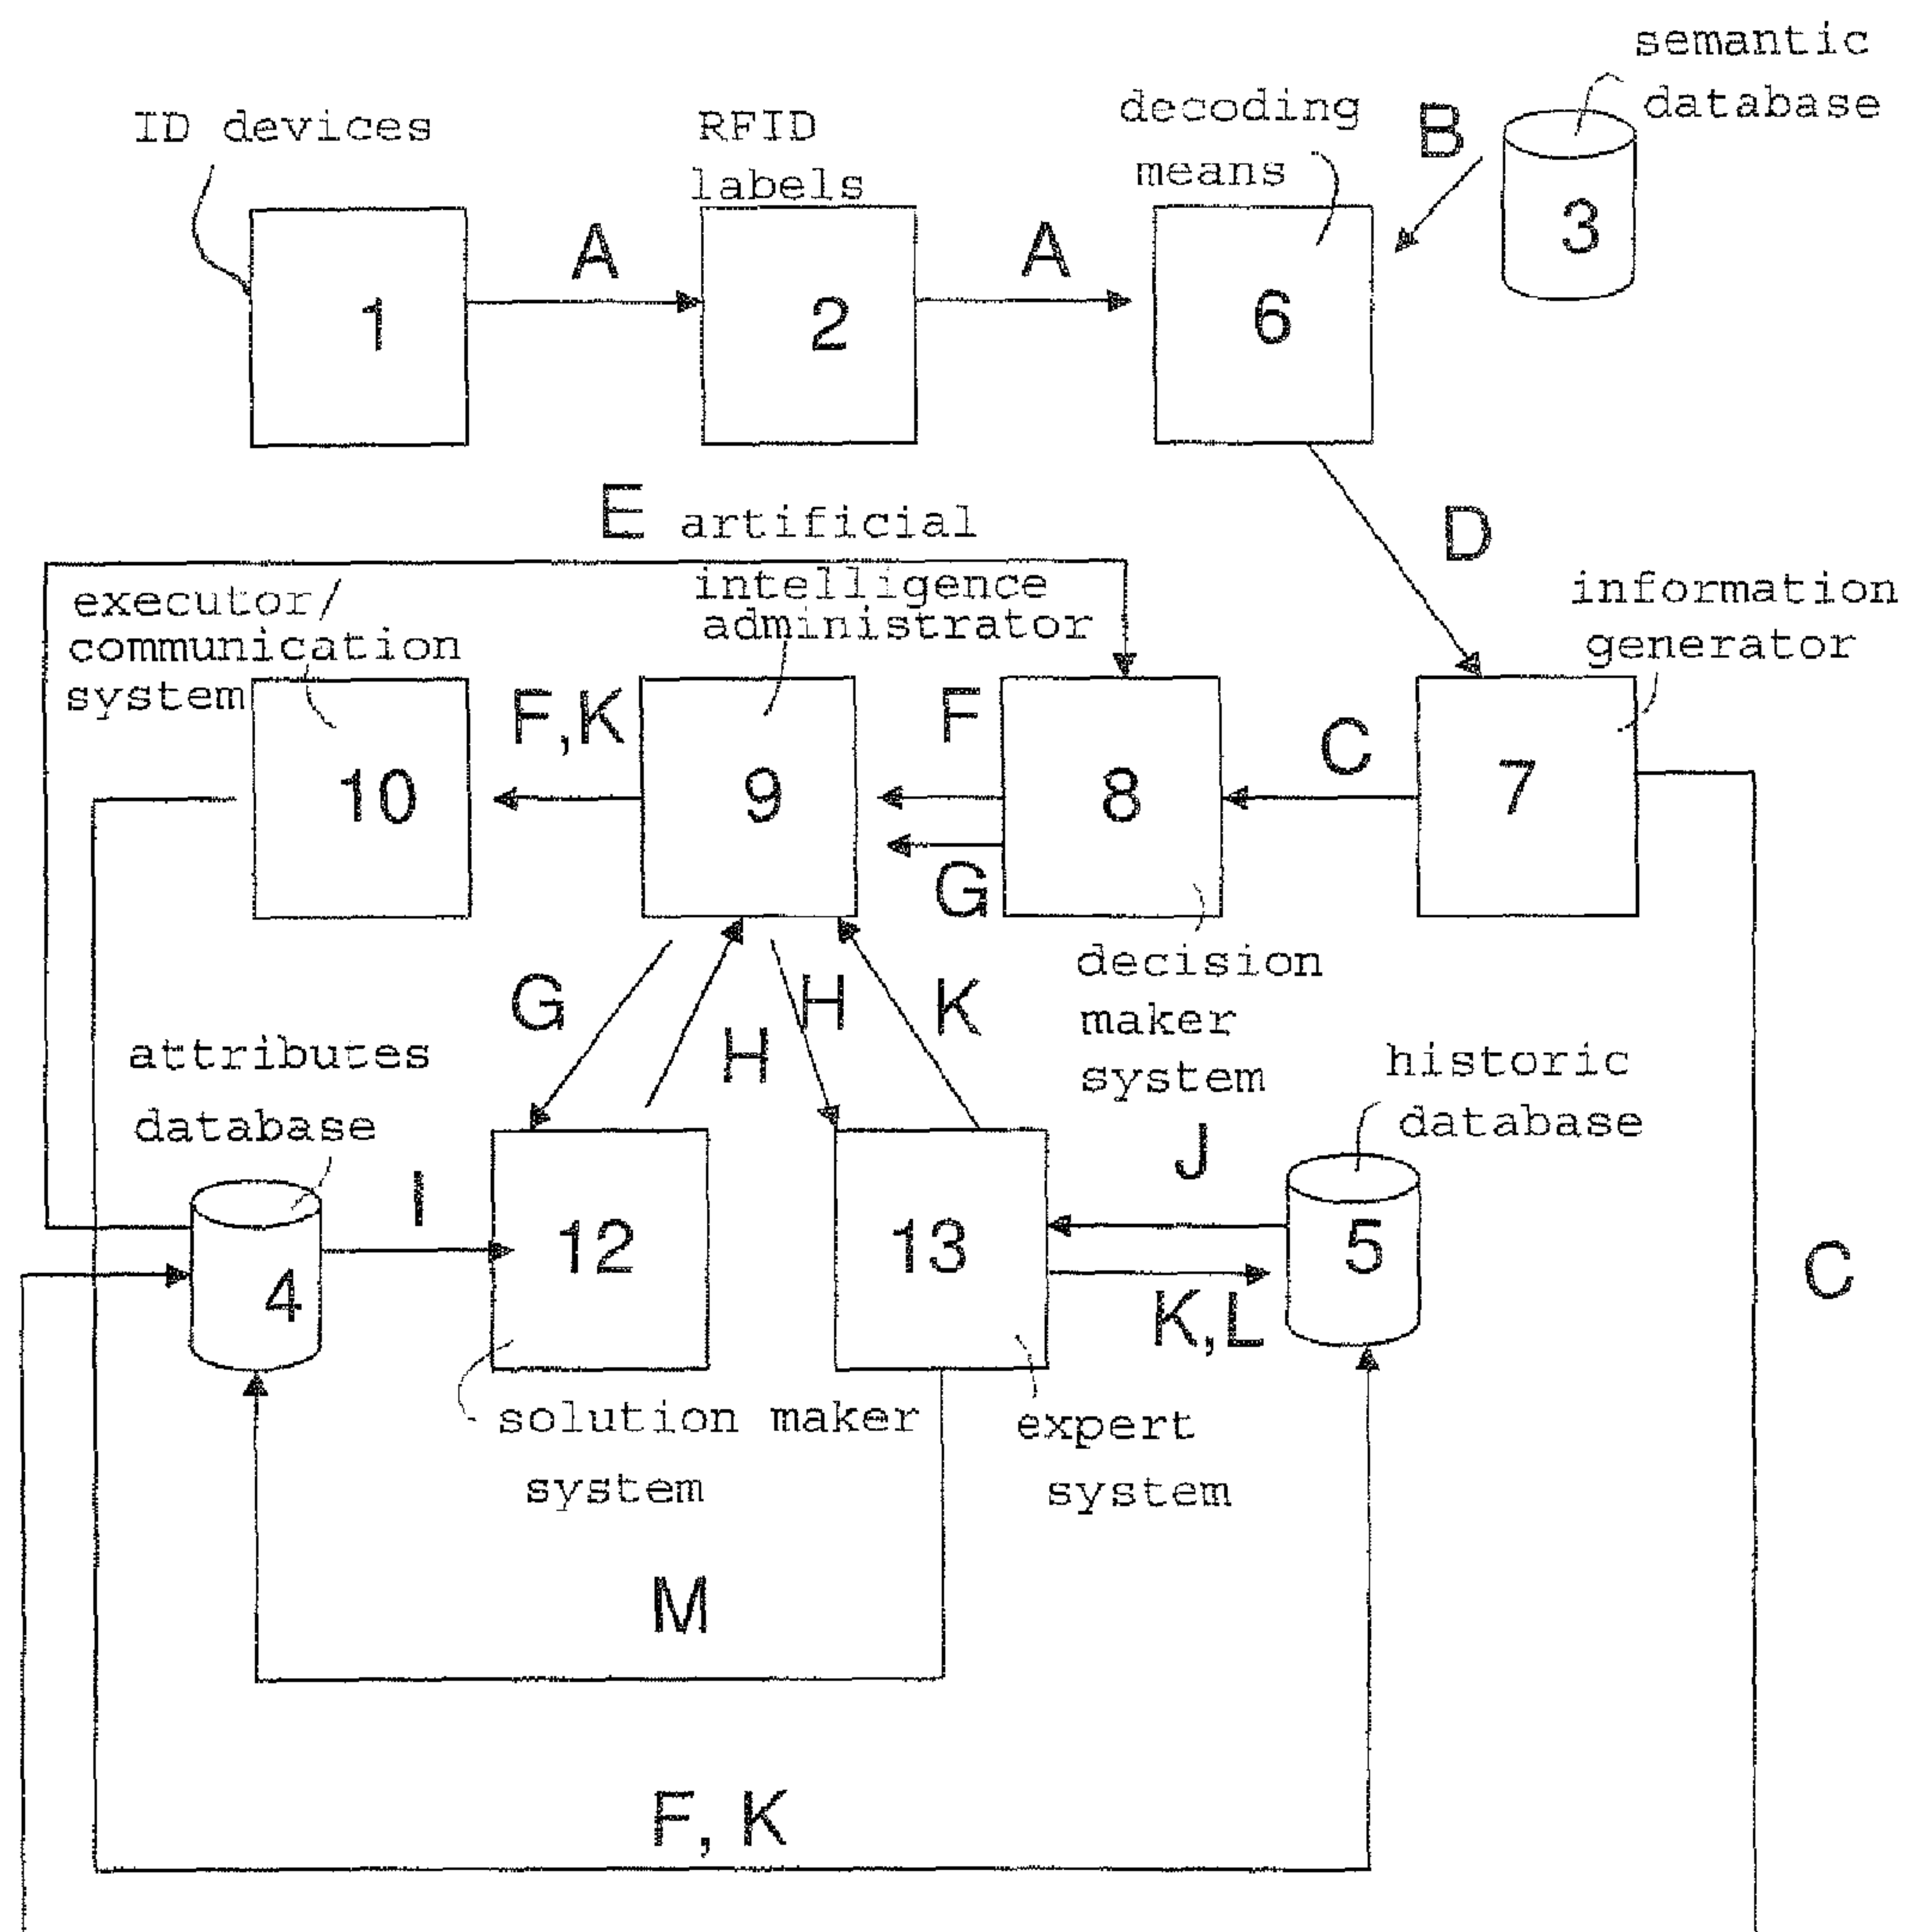 semantic
database
ID devices
RFID
labels
decoding
means
B
3
A
A
1
2
6
E
artificial
intelligence
administrator
D
information
generator
executor/
communication
system
F,K
F
C
10
9
8
7
G
decision
maker
system
G
H
H
K
attributes
database
historic
database
I
J
4
12
13
5
K,L
C
solution maker
system
expert
system
M
F, K